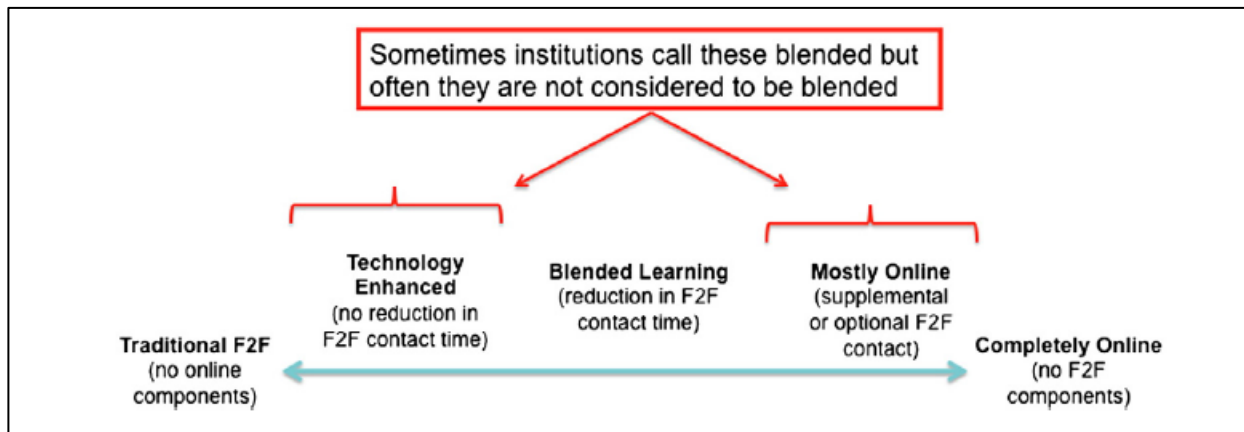 Sometimes institutions call these blended but
often they are not considered to be blended
Technology
Enhanced
(no reduction in
F2F contact time)
Blended Learning
(reduction in F2F
contact time)
Mostly Online
(supplemental
or optional F2F
contact)
Traditional F2F
(no online
components)
Completely Online
(no F2F
components)